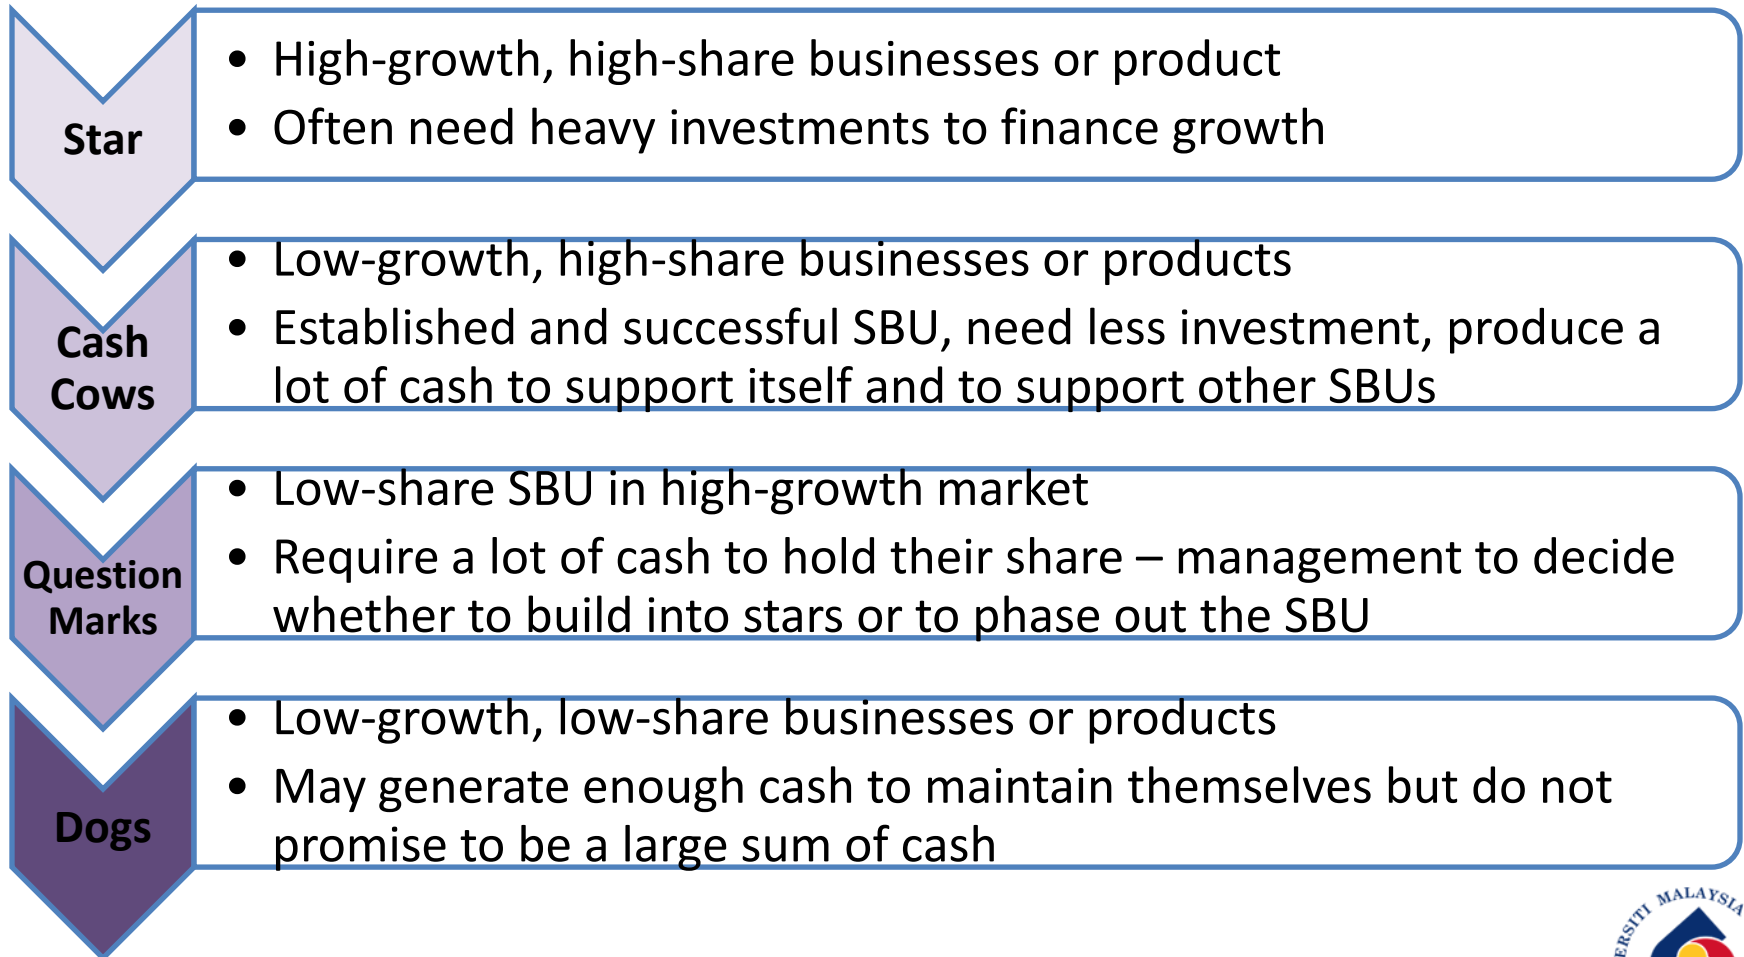 Star
• High-growth, high-share businesses or product
• Often need heavy investments to finance growth
Cash
Cows
• Low-growth, high-share businesses or products
• Established and successful SBU, need less investment, produce a
lot of cash to support itself and to support other SBUs
Question
Marks
• Low-share SBU in high-growth market
• Require a lot of cash to hold their share – management to decide
whether to build into stars or to phase out the SBU
Dogs
• Low-growth, low-share businesses or products
• May generate enough cash to maintain themselves but do not
promise to be a large sum of cash
ERSITI MALAYSIA